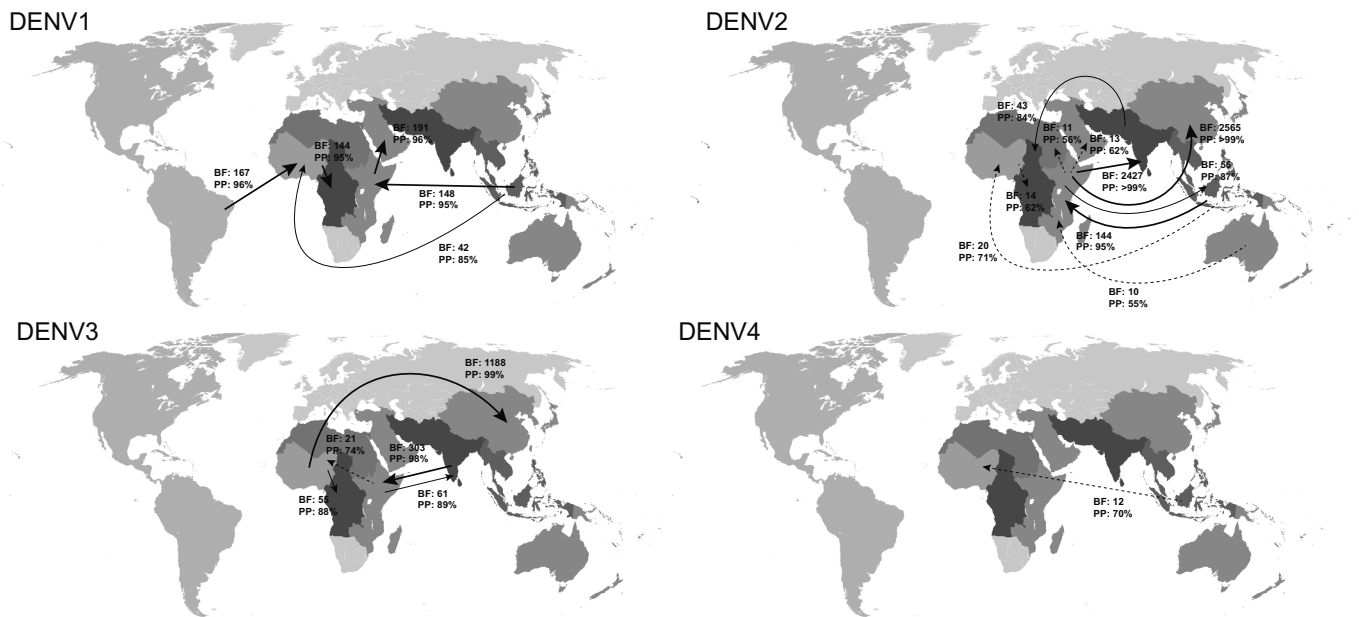 DENV1
BF: 191
PP: 96%
BF: 144
PP: 95%
BF: 167
PP: 96%
BF: 148
PP: 95%
BF: 42
PP: 85%
DENV2
BF: 43
PP: 84%
BF: 11
PP: 56%
BF: 13
PP: 62%
BF: 2565
PP: >99%
BF: 2427
PP: >99%
BF: 55
PP: 87%
BF: 14
PP: 62%
BF: 144
PP: 95%
BF: 20
PP: 71%
BF: 10
PP: 55%
DENV3
BF: 1188
PP: 99%
BF: 21
PP: 74%
BF: 303
PP: 98%
BF: 55
PP: 88%
BF: 61
PP: 89%
DENV4
BF: 12
PP: 70%